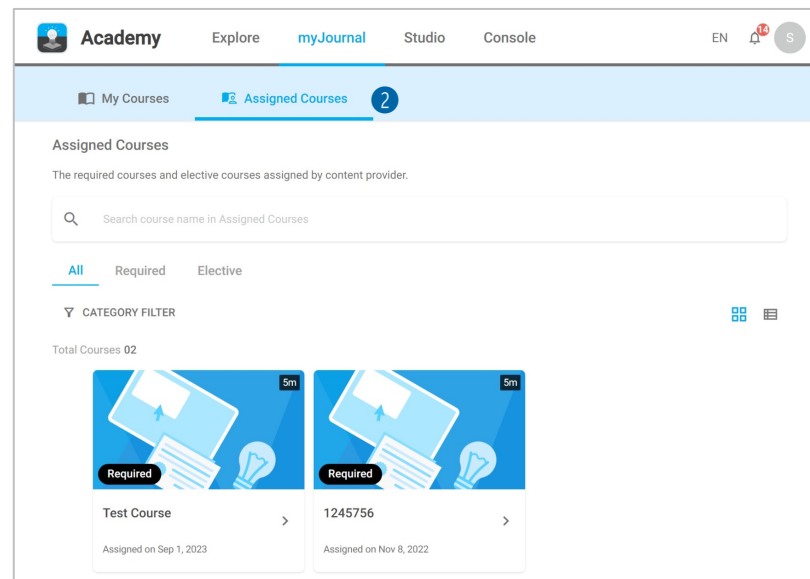 Academy Explore myJournal Studio Console EN 14 S
My Courses Assigned Courses 2
Assigned Courses
The required courses and elective courses assigned by content provider.
Search course name in Assigned Courses
All Required Elective
CATEGORY FILTER
Total Courses 02
5m 5m
Required Required
Test Course 1245756
Assigned on Sep 1, 2023 Assigned on Nov 8, 2022